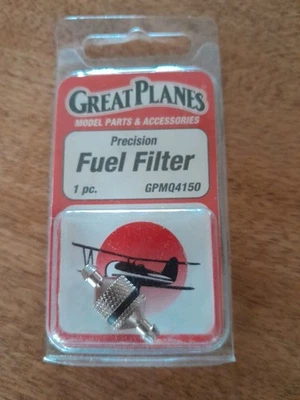 GREAT PLANES
MODEL PARTS & ACCESSORIES
Precision
Fuel Filter
1 pc. GPMQ4150